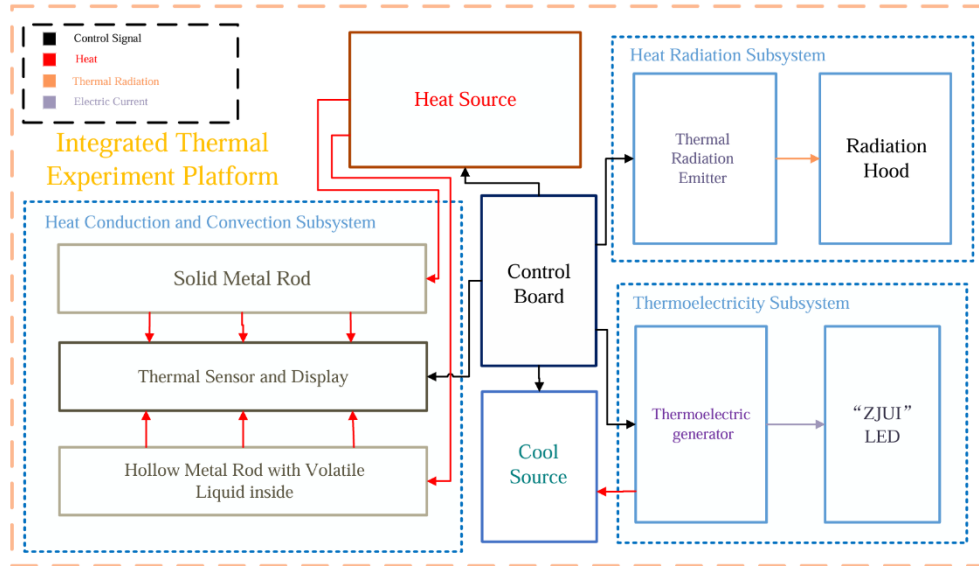 Control Signal
Heat
Thermal Radiation
Electric Current
Integrated Thermal
Experiment Platform
Heat Source
Heat Radiation Subsystem
Thermal
Radiation
Emitter
Radiation
Hood
Heat Conduction and Convection Subsystem
Solid Metal Rod
Thermal Sensor and Display
Hollow Metal Rod with Volatile
Liquid inside
Control
Board
Cool
Source
Thermoelectricity Subsystem
Thermoelectric
generator
“ZJUI”
LED